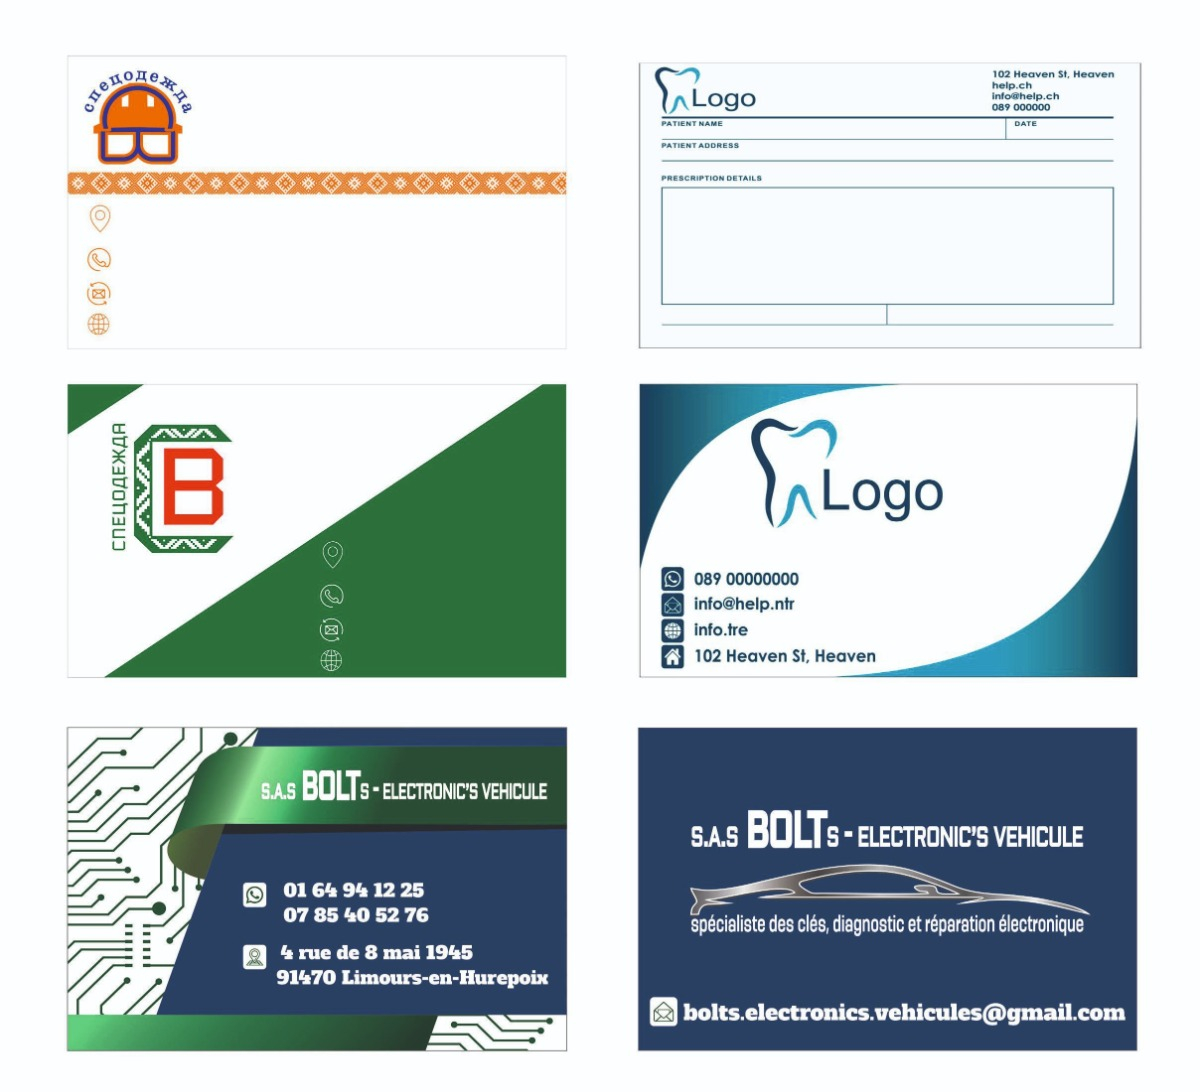 спецодежда
Logo
102 Heaven St, Heaven
help.ch
info@help.ch
089 000000
PATIENT NAME
DATE
PATIENT ADDRESS
PRESCRIPTION DETAILS
СПЕЦОДЕЖДА
В
Logo
089 00000000
info@help.ntr
info.tre
102 Heaven St, Heaven
S.A.S BOLTS - ELECTRONIC'S VEHICULE
01 64 94 12 25
07 85 40 52 76
4 rue de 8 mai 1945
91470 Limours-en-Hurepoix
S.A.S BOLTS - ELECTRONIC'S VEHICULE
spécialiste des clés, diagnostic et réparation électronique
bolts.electronics.vehicules@gmail.com